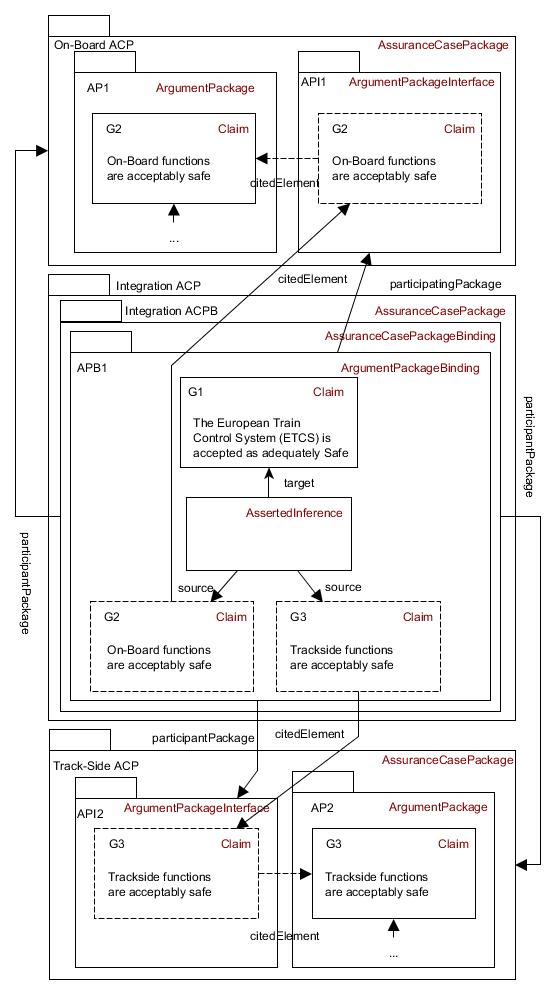 On-Board ACP
AssuranceCasePackage
AP1
ArgumentPackage
API1
ArgumentPackageInterface
G2
Claim
On-Board functions
are acceptably safe
...
citedElement
G2
Claim
On-Board functions
are acceptably safe
citedElement
participatingPackage
Integration ACP
Integration ACPB
AssuranceCasePackage
AssuranceCasePackageBinding
APB1
ArgumentPackageBinding
G1
Claim
The European Train
Control System (ETCS) is
accepted as adequately Safe
target
AssertedInference
source
source
G2
Claim
On-Board functions
are acceptably safe
G3
Claim
Trackside functions
are acceptably safe
participantPackage
participantPackage
participantPackage
citedElement
Track-Side ACP
AssuranceCasePackage
API2
ArgumentPackageInterface
G3
Claim
Trackside functions
are acceptably safe
AP2
ArgumentPackage
G3
Claim
Trackside functions
are acceptably safe
citedElement
...